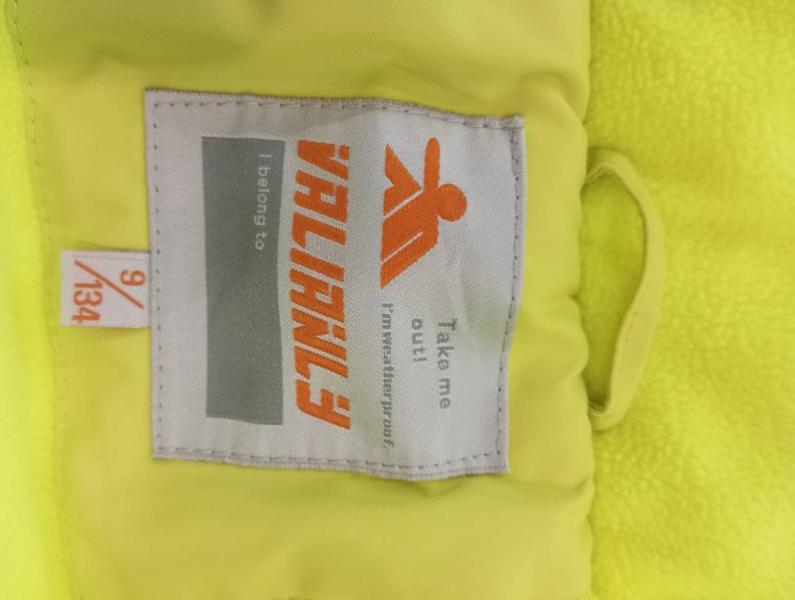 Take me
out!
I'm weatherproof.
VALIANLY
I belong to
9/134